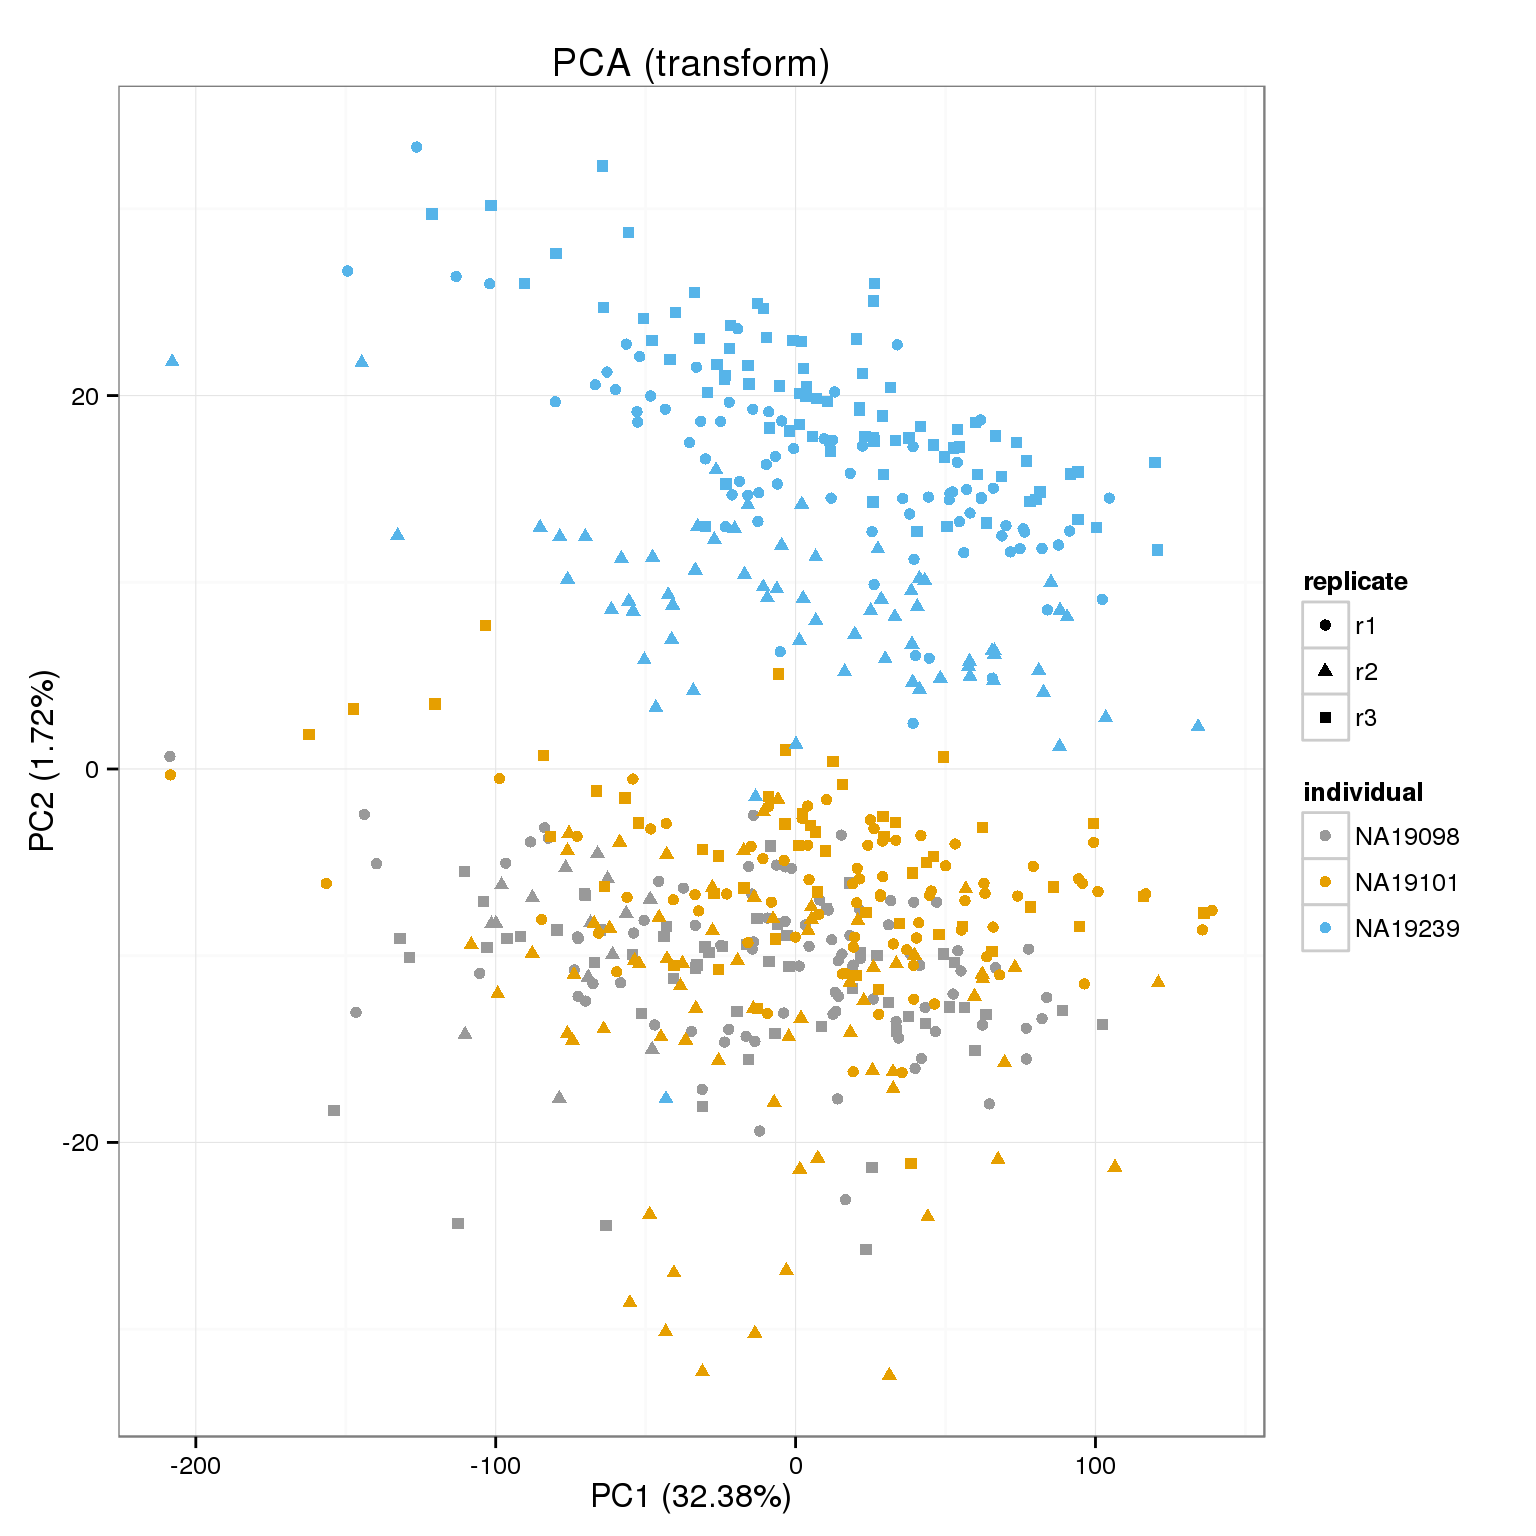 PCA (transform)
PC2 (1.72%)
20
0
-20
-200
-100
0
100
PC1 (32.38%)
replicate
r1
r2
r3
individual
NA19098
NA19101
NA19239